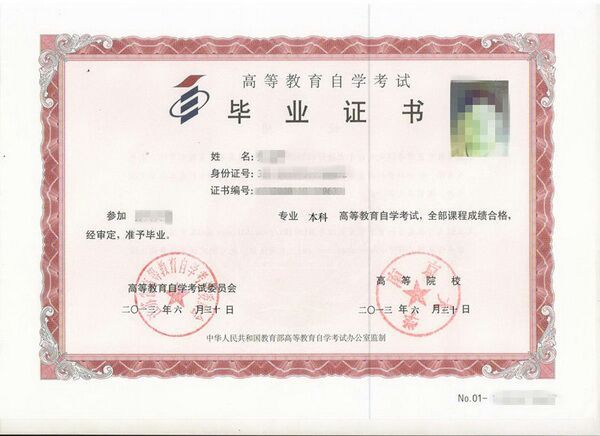 高等教育自学考试
毕业证书
姓 名:
身份证号:3
证书编号:
参加 专业 本科 高等教育自学考试,全部课程成绩合格,
经审定,准予毕业。
高等教育自学考试委员会 高等院校
二〇一三年六月三十日 二〇一三年六月三十日
中华人民共和国教育部高等教育自学考试办公室监制
No.01-